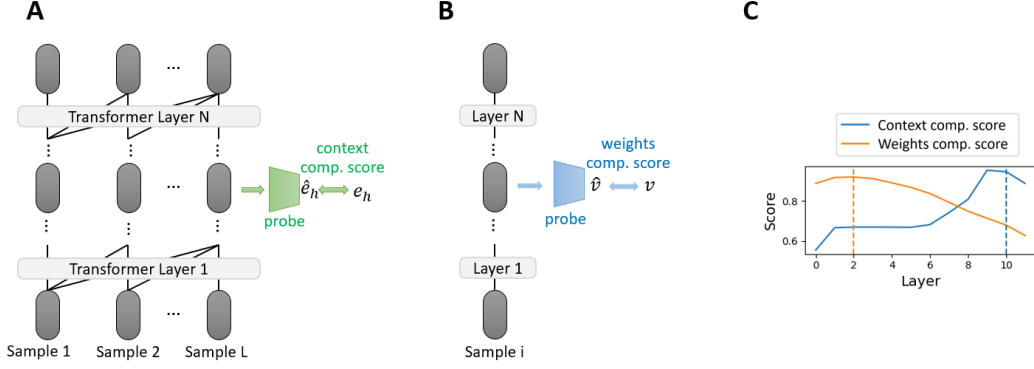 A
...
Transformer Layer N
...
context
comp. score
ê_h
e_h
probe
...
Transformer Layer 1
...
Sample 1
Sample 2
Sample L
B
Layer N
weights
comp. score
v̂
v
probe
Layer 1
Sample i
C
Context comp. score
Weights comp. score
Score
0.8
0.6
0
2
4
6
8
10
Layer